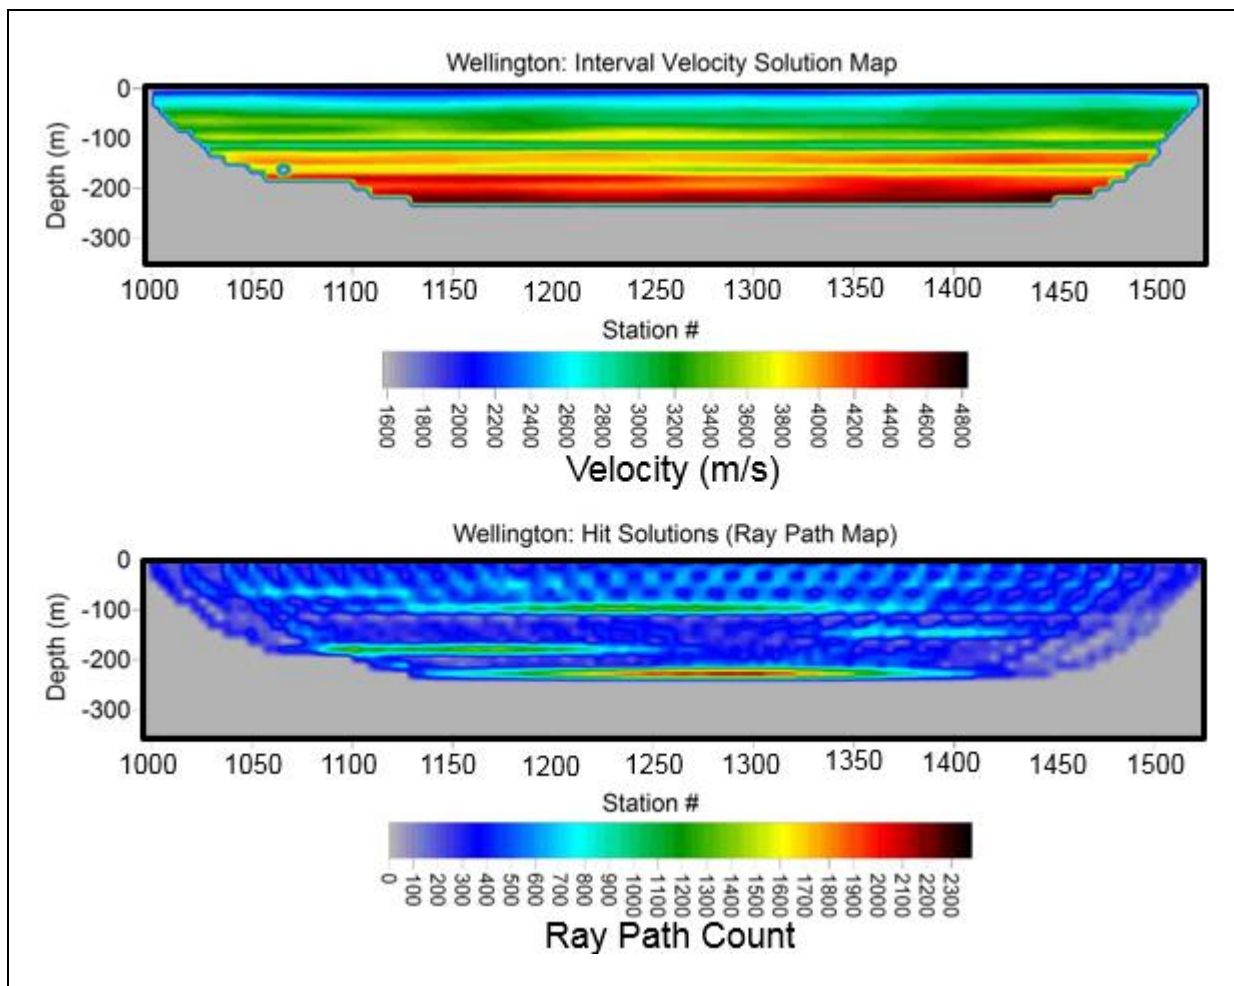 Wellington: Interval Velocity Solution Map
0
-100
-200
-300
Depth (m)
1000 1050 1100 1150 1200 1250 1300 1350 1400 1450 1500
Station #
1600 1800 2000 2200 2400 2600 2800 3000 3200 3400 3600 3800 4000 4200 4400 4600 4800
Velocity (m/s)
Wellington: Hit Solutions (Ray Path Map)
0
-100
-200
-300
Depth (m)
1000 1050 1100 1150 1200 1250 1300 1350 1400 1450 1500
Station #
0 100 200 300 400 500 600 700 800 900 1000 1100 1200 1300 1400 1500 1600 1700 1800 1900 2000 2100 2200 2300
Ray Path Count